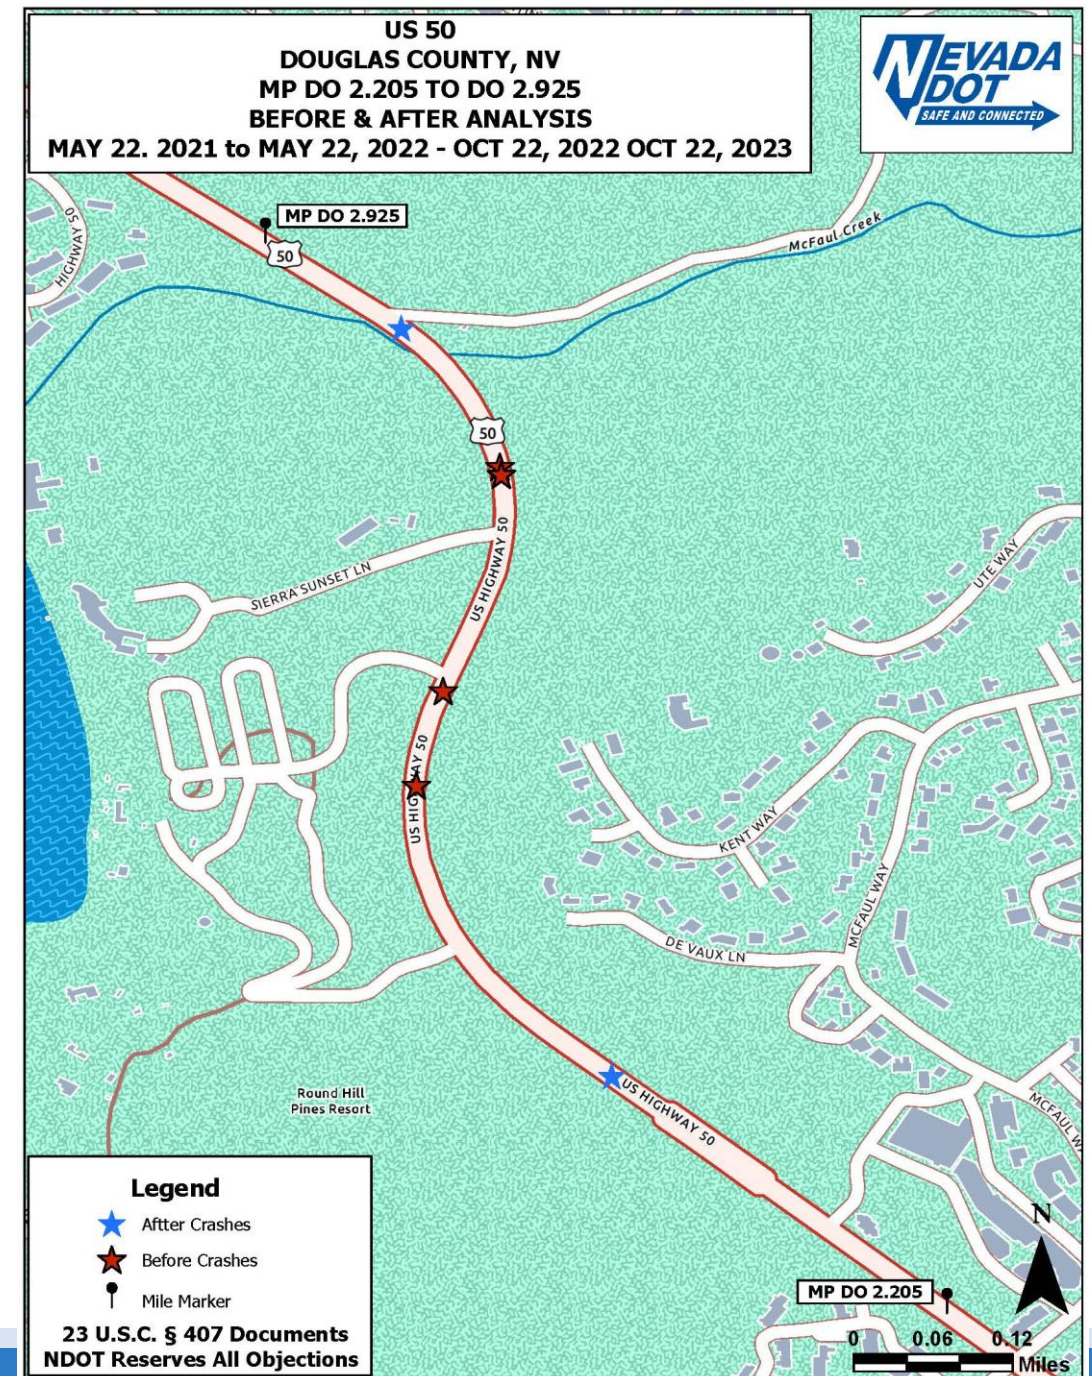 US 50
DOUGLAS COUNTY, NV
MP DO 2.205 TO DO 2.925
BEFORE & AFTER ANALYSIS
MAY 22. 2021 to MAY 22, 2022 - OCT 22, 2022 OCT 22, 2023
NEVADA
DOT
SAFE AND CONNECTED
MP DO 2.925
50
HIGHWAY 50
McFaul Creek
50
US HIGHWAY 50
SIERRA SUNSET LN
UTE WAY
US HIGHWAY 50
KENT WAY
MCFAUL WAY
DE VAUX LN
US HIGHWAY 50
Round Hill
Pines Resort
MCFAUL W
Legend
Aftter Crashes
Before Crashes
Mile Marker
23 U.S.C. § 407 Documents
NDOT Reserves All Objections
N
MP DO 2.205
0 0.06 0.12
Miles